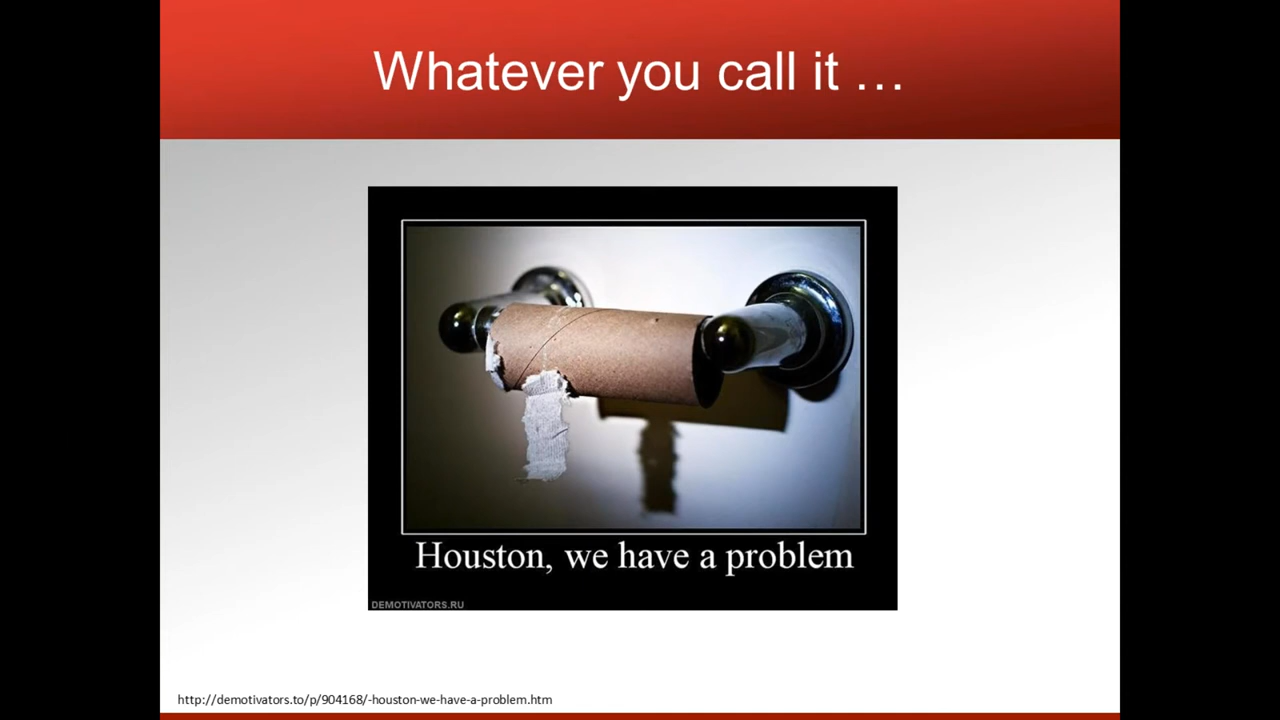 Whatever you call it …
Houston, we have a problem
DEMOTIVATORS.RU
http://demotivators.to/p/904168/-houston-we-have-a-problem.htm